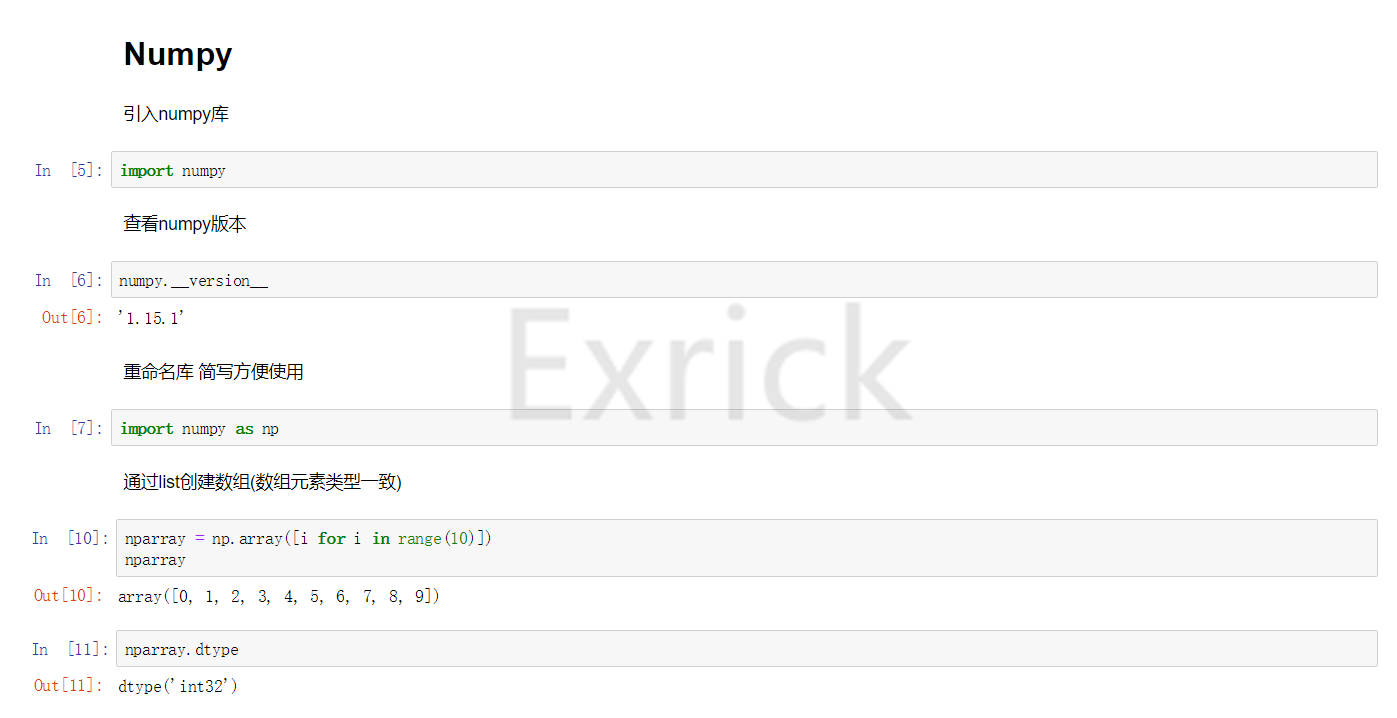 Numpy
引入numpy库
In [5]: import numpy
查看numpy版本
In [6]: numpy.__version__
Out[6]: '1.15.1'
Exrick
重命名库 简写方便使用
In [7]: import numpy as np
通过list创建数组(数组元素类型一致)
In [10]: nparray = np.array([i for i in range(10)])
nparray
Out[10]: array([0, 1, 2, 3, 4, 5, 6, 7, 8, 9])
In [11]: nparray.dtype
Out[11]: dtype('int32')